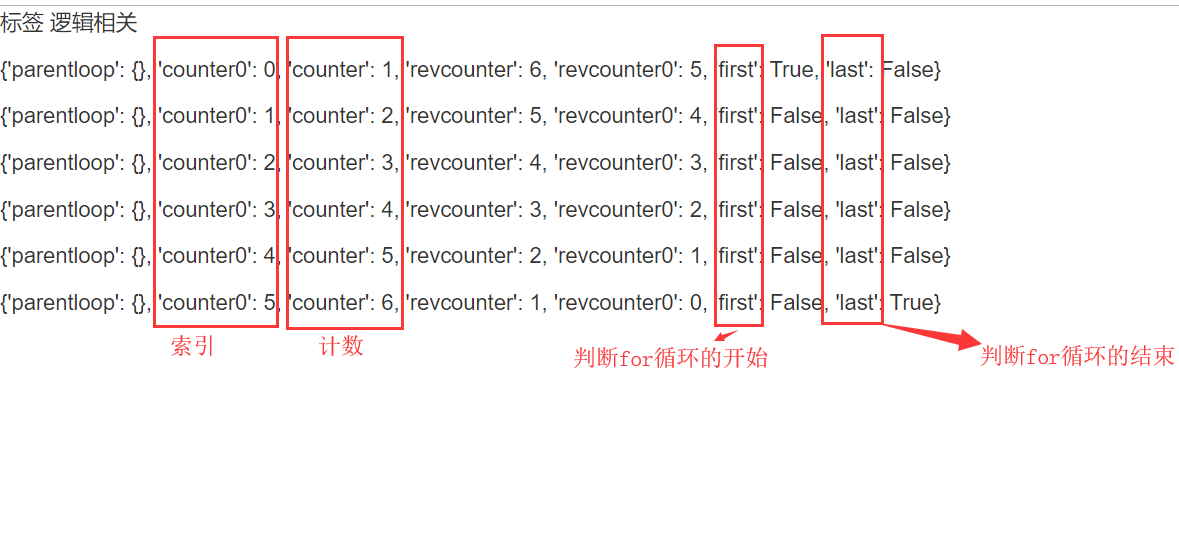 标签 逻辑相关
{'parentloop': {}, 'counter0': 0, 'counter': 1, 'revcounter': 6, 'revcounter0': 5, 'first': True, 'last': False}
{'parentloop': {}, 'counter0': 1, 'counter': 2, 'revcounter': 5, 'revcounter0': 4, 'first': False, 'last': False}
{'parentloop': {}, 'counter0': 2, 'counter': 3, 'revcounter': 4, 'revcounter0': 3, 'first': False, 'last': False}
{'parentloop': {}, 'counter0': 3, 'counter': 4, 'revcounter': 3, 'revcounter0': 2, 'first': False, 'last': False}
{'parentloop': {}, 'counter0': 4, 'counter': 5, 'revcounter': 2, 'revcounter0': 1, 'first': False, 'last': False}
{'parentloop': {}, 'counter0': 5, 'counter': 6, 'revcounter': 1, 'revcounter0': 0, 'first': False, 'last': True}
索引
计数
判断for循环的开始
判断for循环的结束